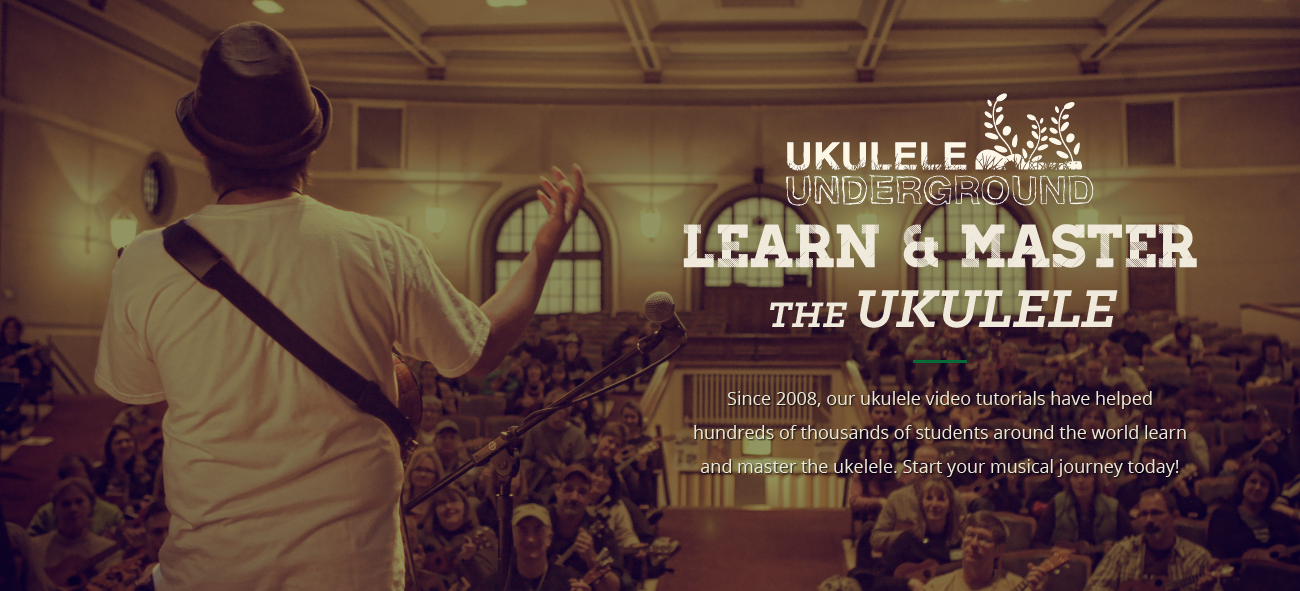 UKULELE
UNDERGROUND
LEARN & MASTER
THE UKULELE
Since 2008, our ukulele video tutorials have helped
hundreds of thousands of students around the world learn
and master the ukelele. Start your musical journey today!